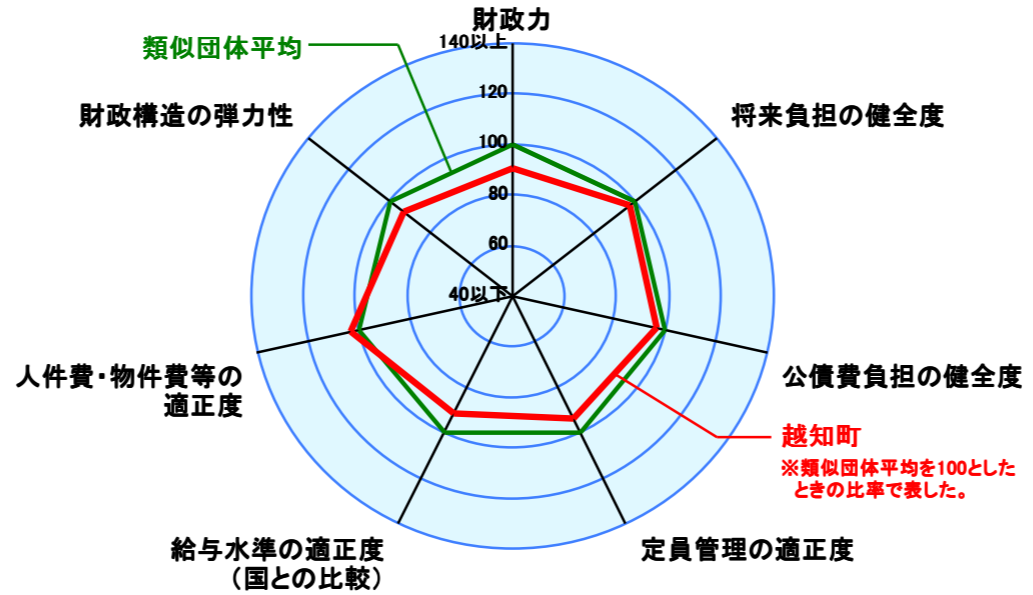 財政力
140以上
類似団体平均
120
財政構造の弾力性
将来負担の健全度
100
80
60
40以下
人件費・物件費等の
適正度
公債費負担の健全度
越知町
※類似団体平均を100とした
ときの比率で表した。
給与水準の適正度
（国との比較）
定員管理の適正度